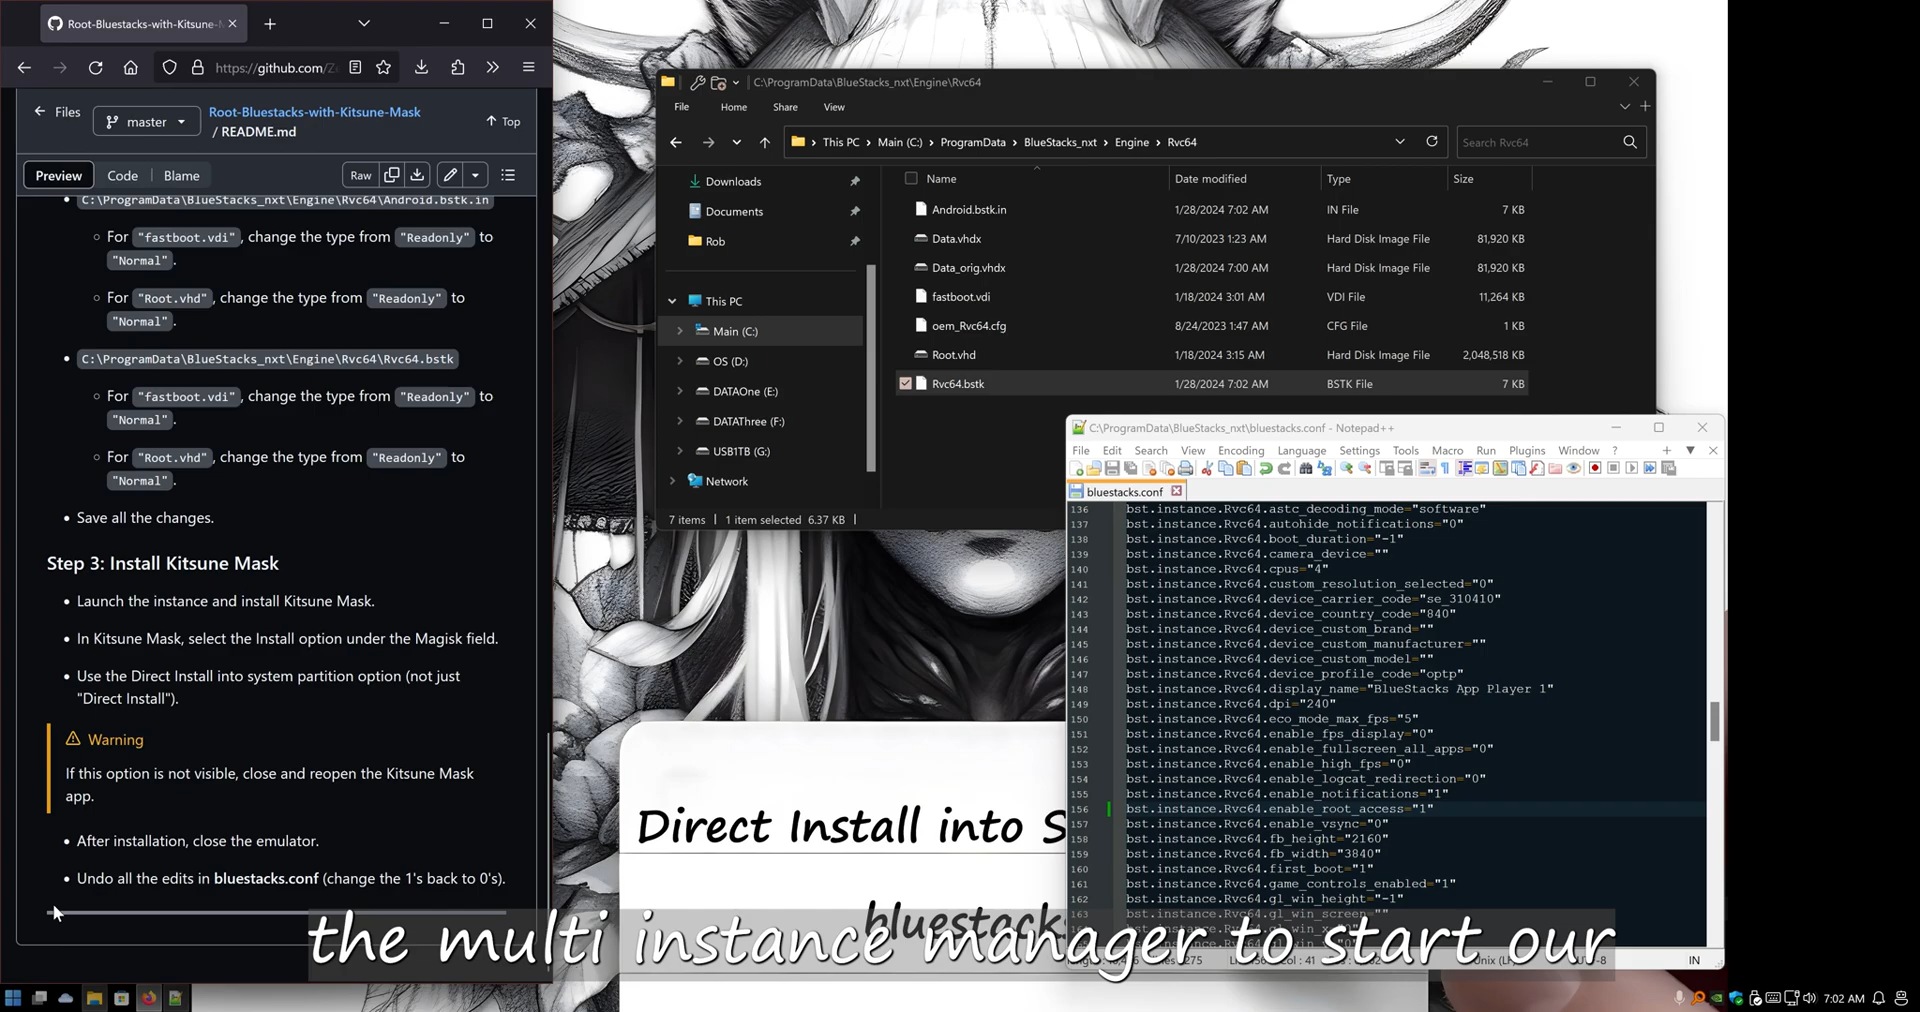 Root-Bluestacks-with-Kitsune-
https://github.com/Z
Files
master
Root-Bluestacks-with-Kitsune-Mask
/ README.md
Top
Preview
Code
Blame
Raw
C:\ProgramData\BlueStacks_nxt\Engine\Rvc64\Android.bstk.in
For "fastboot.vdi", change the type from "Readonly" to
"Normal".
For "Root.vhd", change the type from "Readonly" to
"Normal".
C:\ProgramData\BlueStacks_nxt\Engine\Rvc64\Rvc64.bstk
For "fastboot.vdi", change the type from "Readonly" to
"Normal".
For "Root.vhd", change the type from "Readonly" to
"Normal".
Save all the changes.
Step 3: Install Kitsune Mask
Launch the instance and install Kitsune Mask.
In Kitsune Mask, select the Install option under the Magisk field.
Use the Direct Install into system partition option (not just
"Direct Install").
Warning
If this option is not visible, close and reopen the Kitsune Mask
app.
After installation, close the emulator.
Undo all the edits in bluestacks.conf (change the 1's back to 0's).
C:\ProgramData\BlueStacks_nxt\Engine\Rvc64
File Home Share View
This PC Main (C:) ProgramData BlueStacks_nxt Engine Rvc64
Search Rvc64
Downloads
Documents
Rob
This PC
Main (C:)
OS (D:)
DATAOne (E:)
DATAThree (F:)
USB1TB (G:)
Network
Name Date modified Type Size
Android.bstk.in 1/28/2024 7:02 AM IN File 7 KB
Data.vhdx 7/10/2023 1:23 AM Hard Disk Image File 81,920 KB
Data_orig.vhdx 1/28/2024 7:00 AM Hard Disk Image File 81,920 KB
fastboot.vdi 1/18/2024 3:01 AM VDI File 11,264 KB
oem_Rvc64.cfg 8/24/2023 1:47 AM CFG File 1 KB
Root.vhd 1/18/2024 3:15 AM Hard Disk Image File 2,048,518 KB
Rvc64.bstk 1/28/2024 7:02 AM BSTK File 7 KB
7 items 1 item selected 6.37 KB
C:\ProgramData\BlueStacks_nxt\bluestacks.conf - Notepad++
File Edit Search View Encoding Language Settings Tools Macro Run Plugins Window ?
bluestacks.conf
136 bst.instance.Rvc64.astc_decoding_mode="software"
137 bst.instance.Rvc64.autohide_notifications="0"
138 bst.instance.Rvc64.boot_duration="-1"
139 bst.instance.Rvc64.camera_device=""
140 bst.instance.Rvc64.cpus="4"
141 bst.instance.Rvc64.custom_resolution_selected="0"
142 bst.instance.Rvc64.device_carrier_code="se_310410"
143 bst.instance.Rvc64.device_country_code="840"
144 bst.instance.Rvc64.device_custom_brand=""
145 bst.instance.Rvc64.device_custom_manufacturer=""
146 bst.instance.Rvc64.device_custom_model=""
147 bst.instance.Rvc64.device_profile_code="optp"
148 bst.instance.Rvc64.display_name="BlueStacks App Player 1"
149 bst.instance.Rvc64.dpi="240"
150 bst.instance.Rvc64.eco_mode_max_fps="5"
151 bst.instance.Rvc64.enable_fps_display="0"
152 bst.instance.Rvc64.enable_fullscreen_all_apps="0"
153 bst.instance.Rvc64.enable_high_fps="0"
154 bst.instance.Rvc64.enable_logcat_redirection="0"
155 bst.instance.Rvc64.enable_notifications="1"
156 bst.instance.Rvc64.enable_root_access="1"
157 bst.instance.Rvc64.enable_vsync="0"
158 bst.instance.Rvc64.fb_height="2160"
159 bst.instance.Rvc64.fb_width="3840"
160 bst.instance.Rvc64.first_boot="1"
161 bst.instance.Rvc64.game_controls_enabled="1"
162 bst.instance.Rvc64.gl_win_height="-1"
163 bst.instance.Rvc64.gl_win_screen=""
Direct Install into S
bluestacks
the multi instance manager to start our
IN
7:02 AM